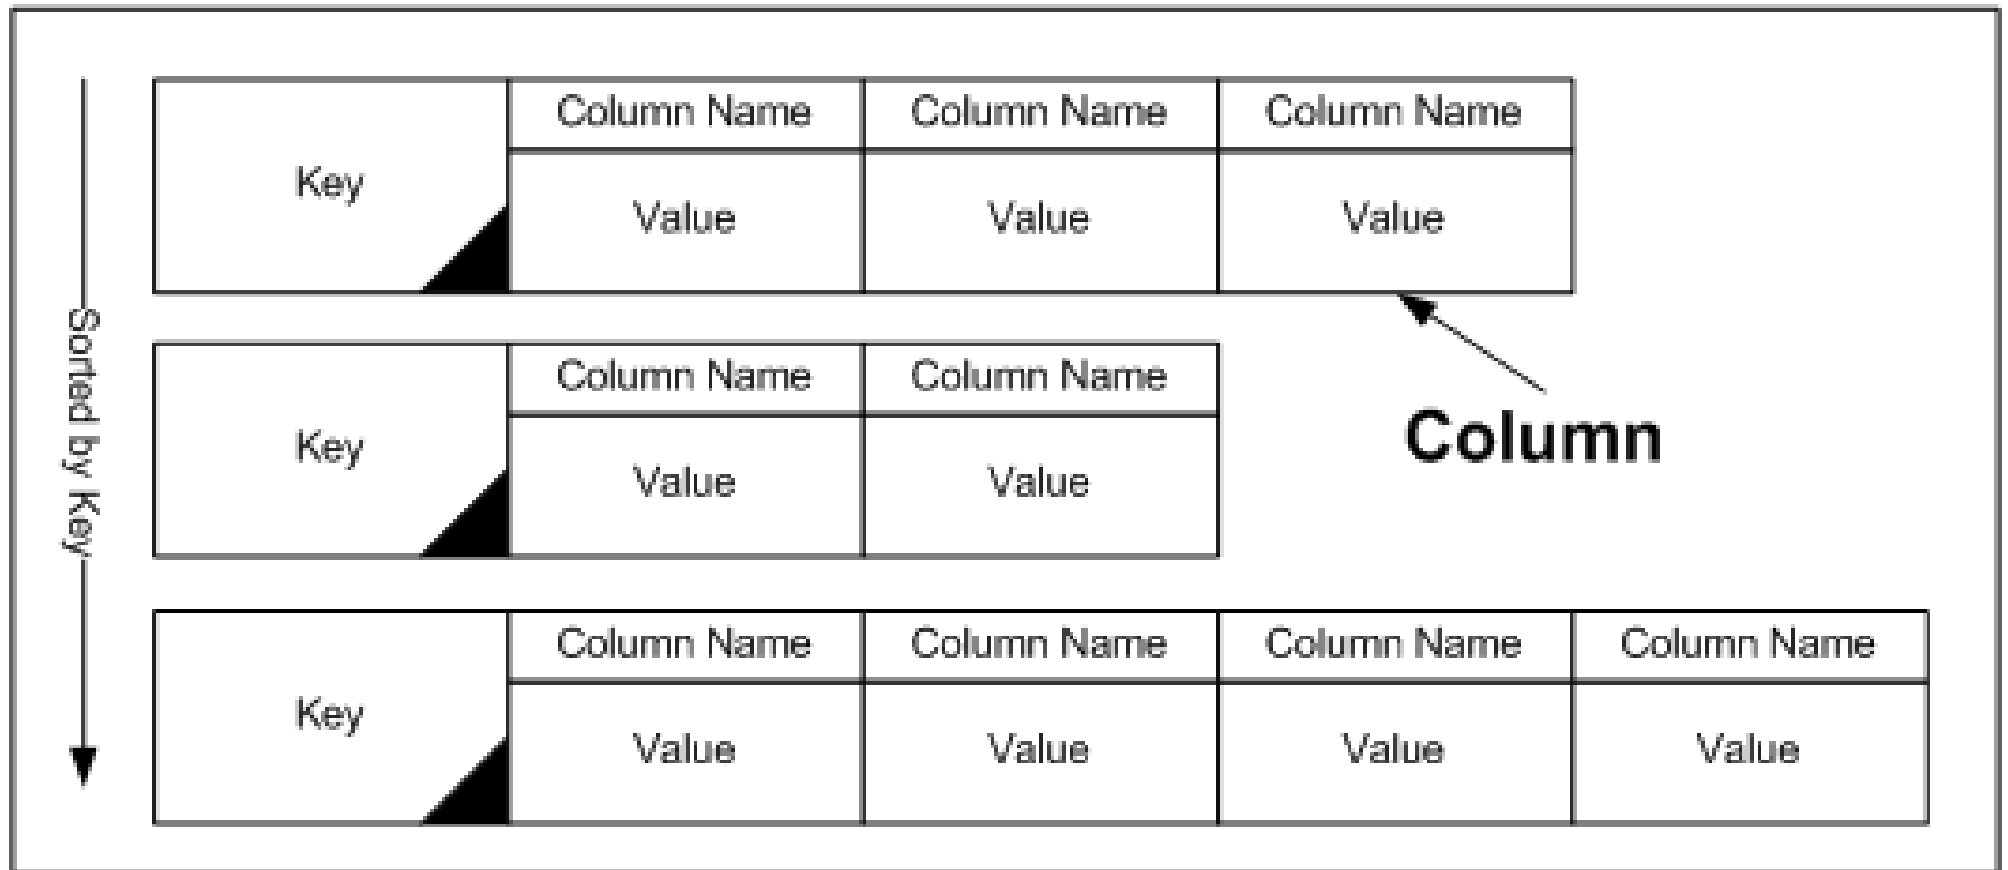 Column Name Column Name Column Name
Key
Value Value Value
Sorted by Key
Column Name Column Name
Column
Key
Value Value
Column Name Column Name Column Name Column Name
Key
Value Value Value Value